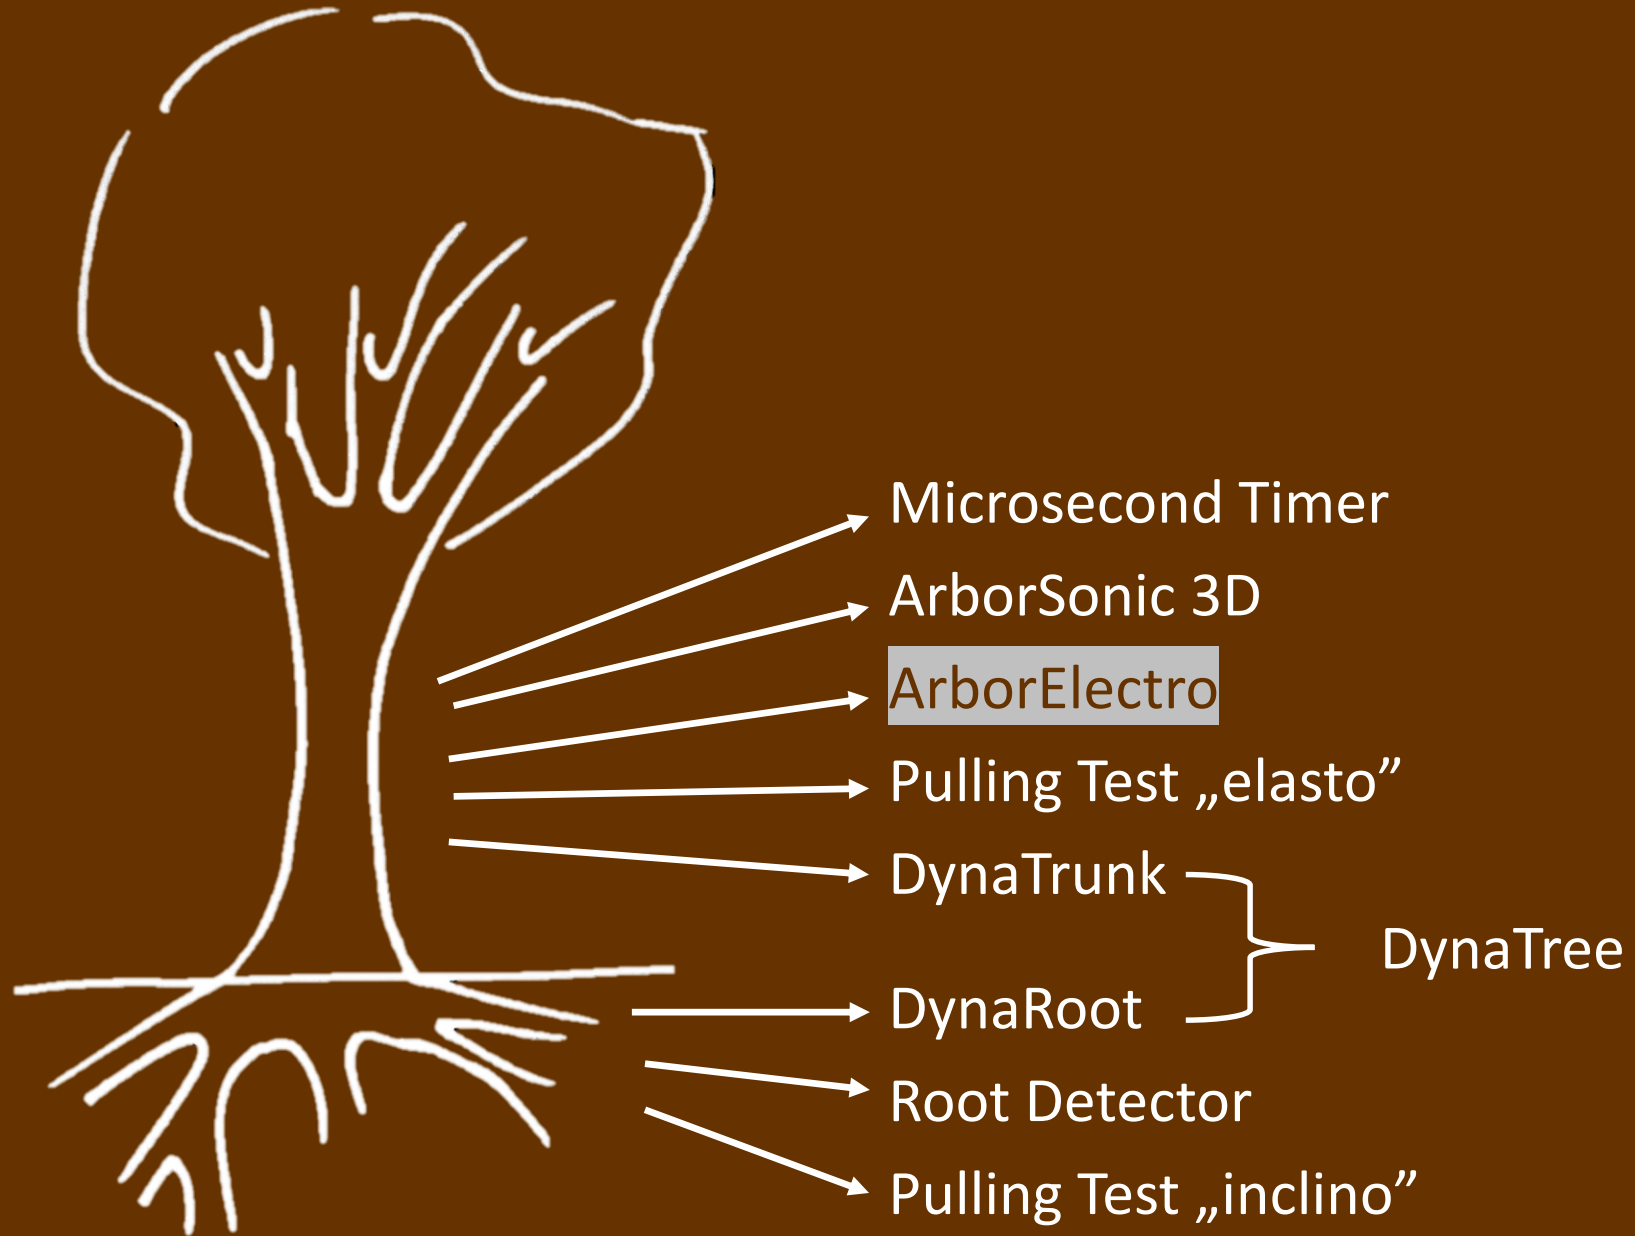 Microsecond Timer
ArborSonic 3D
ArborElectro
Pulling Test „elasto”
DynaTrunk
DynaTree
DynaRoot
Root Detector
Pulling Test „inclino”